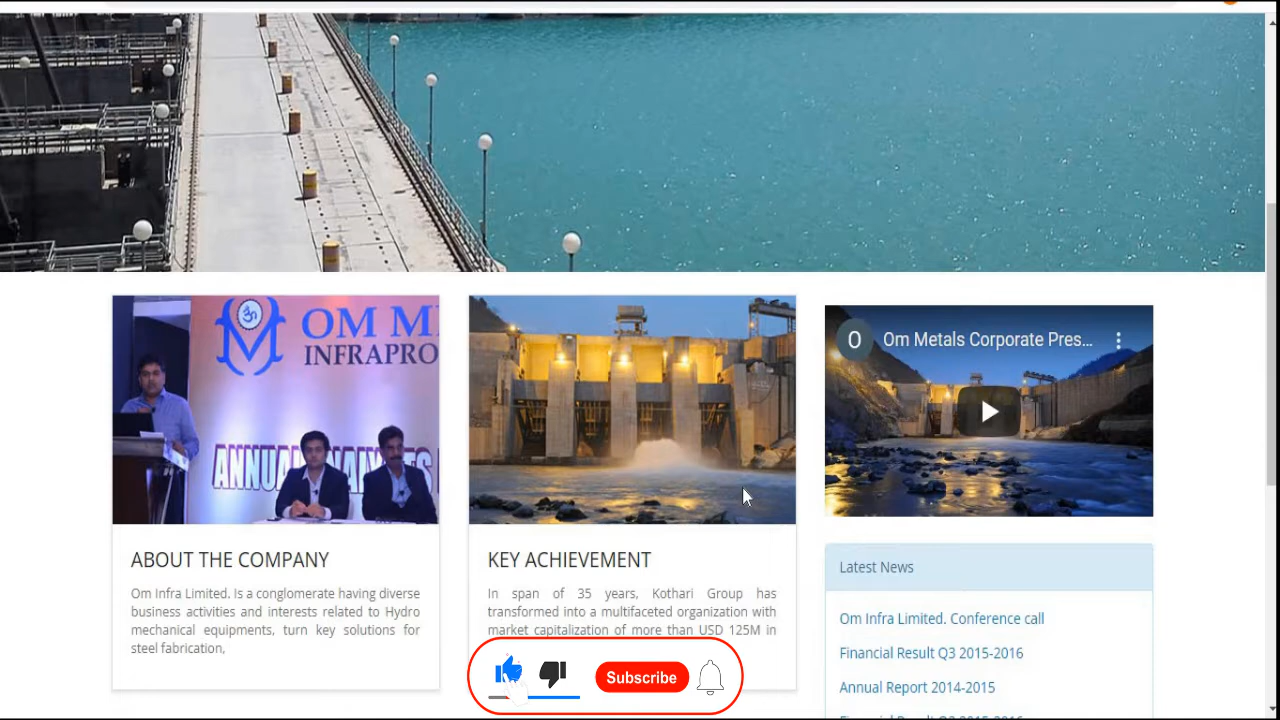 OM M
INFRAPRO
ABOUT THE COMPANY
Om Infra Limited. Is a conglomerate having diverse
business activities and interests related to Hydro
mechanical equipments, turn key solutions for
steel fabrication,
KEY ACHIEVEMENT
In span of 35 years, Kothari Group has
transformed into a multifaceted organization with
market capitalization of more than USD 125M in
Subscribe
O
Om Metals Corporate Pres...
Latest News
Om Infra Limited. Conference call
Financial Result Q3 2015-2016
Annual Report 2014-2015